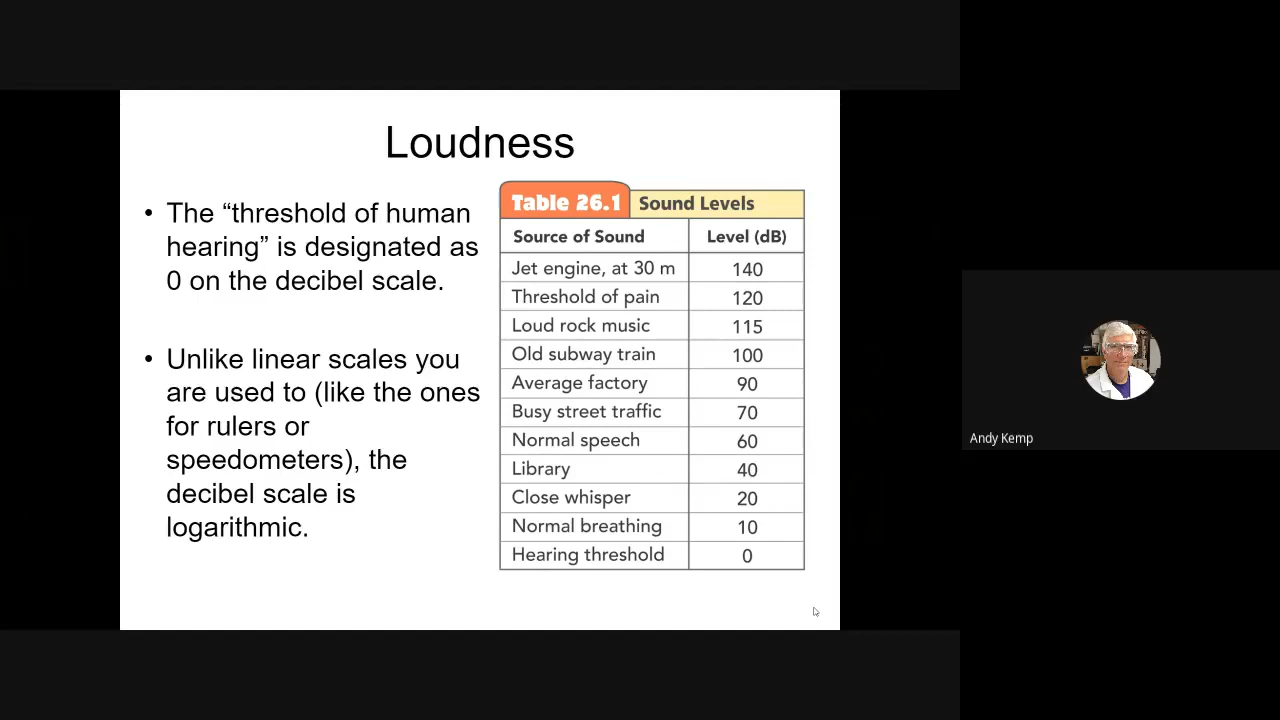 Loudness
• The “threshold of human
hearing” is designated as
0 on the decibel scale.
• Unlike linear scales you
are used to (like the ones
for rulers or
speedometers), the
decibel scale is
logarithmic.
Table 26.1 Sound Levels
Source of Sound Level (dB)
Jet engine, at 30 m 140
Threshold of pain 120
Loud rock music 115
Old subway train 100
Average factory 90
Busy street traffic 70
Normal speech 60
Library 40
Close whisper 20
Normal breathing 10
Hearing threshold 0
Andy Kemp